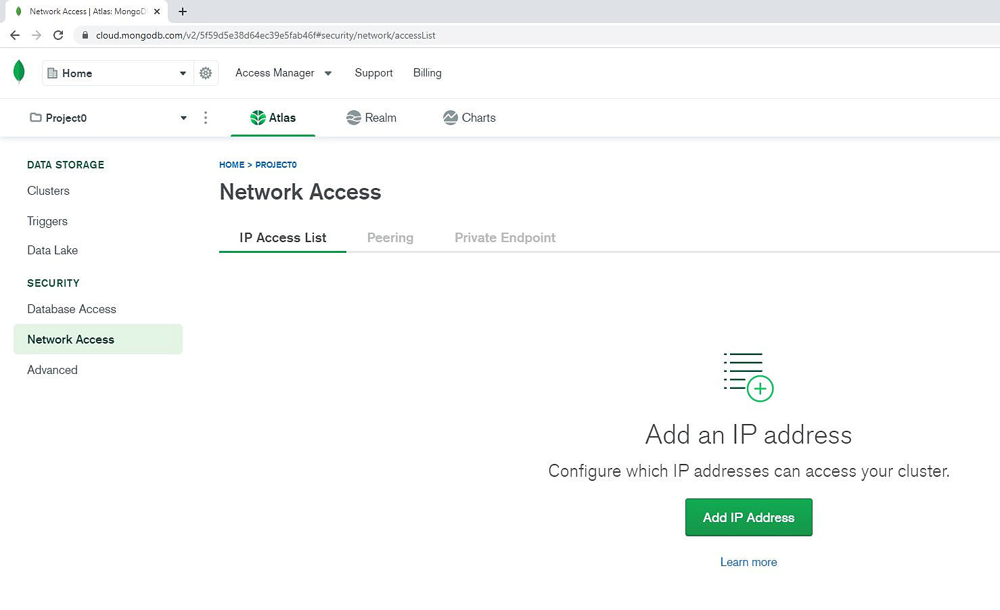 Network Access | Atlas: MongoD
cloud.mongodb.com/v2/5f59d5e38d64ec39e5fab46f#security/network/accessList
Home
Access Manager
Support
Billing
Project0
Atlas
Realm
Charts
DATA STORAGE
Clusters
Triggers
Data Lake
SECURITY
Database Access
Network Access
Advanced
HOME > PROJECT0
Network Access
IP Access List
Peering
Private Endpoint
Add an IP address
Configure which IP addresses can access your cluster.
Add IP Address
Learn more